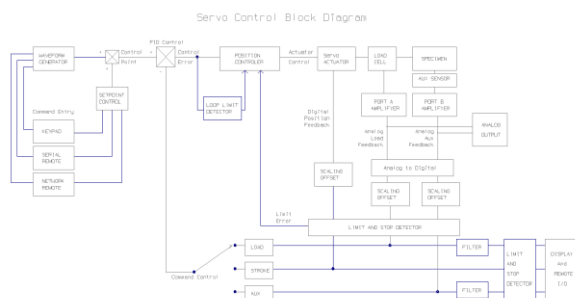 Servo Control Block Diagram
PID Control
WAVEFORM
GENERATOR
Control
Point
Control
Error
POSITION
CONTROLER
Actuator
Control
Servo
ACTUATOR
LOAD
CELL
SPECIMEN
AUX SENSOR
SETPOINT
CONTROL
LOOP LIMIT
DETECTOR
PORT A
AMPLIFIER
PORT B
AMPLIFIER
Command Entry
KEYPAD
SERIAL
REMOTE
NETWORK
REMOTE
Digital
Position
Feedback
Analog
Load
Feedback
Analog
Aux
Feedback
ANALOG
OUTPUT
Analog to Digital
SCALING
OFFSET
SCALING
OFFSET
SCALING
OFFSET
Limit
Error
LIMIT AND STOP DETECTOR
Command Control
LOAD
STROKE
AUX
FILTER
FILTER
LIMIT
AND
STOP
DETECTOR
DISPLAY
And
REMOTE
I/O